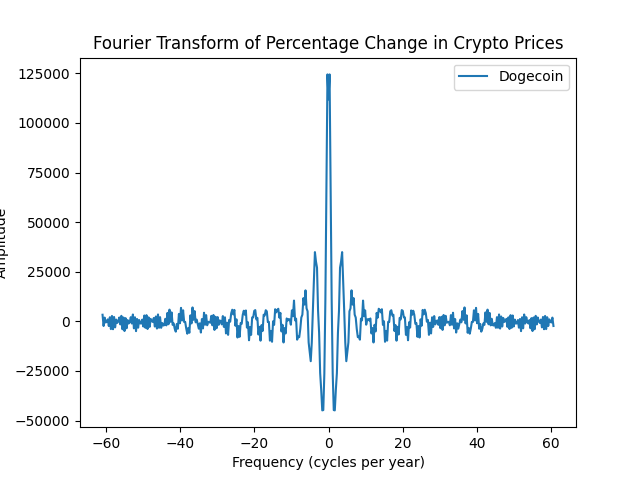 Fourier Transform of Percentage Change in Crypto Prices
Dogecoin
125000
100000
75000
50000
25000
0
−25000
−50000
Amplitude
−60 −40 −20 0 20 40 60
Frequency (cycles per year)